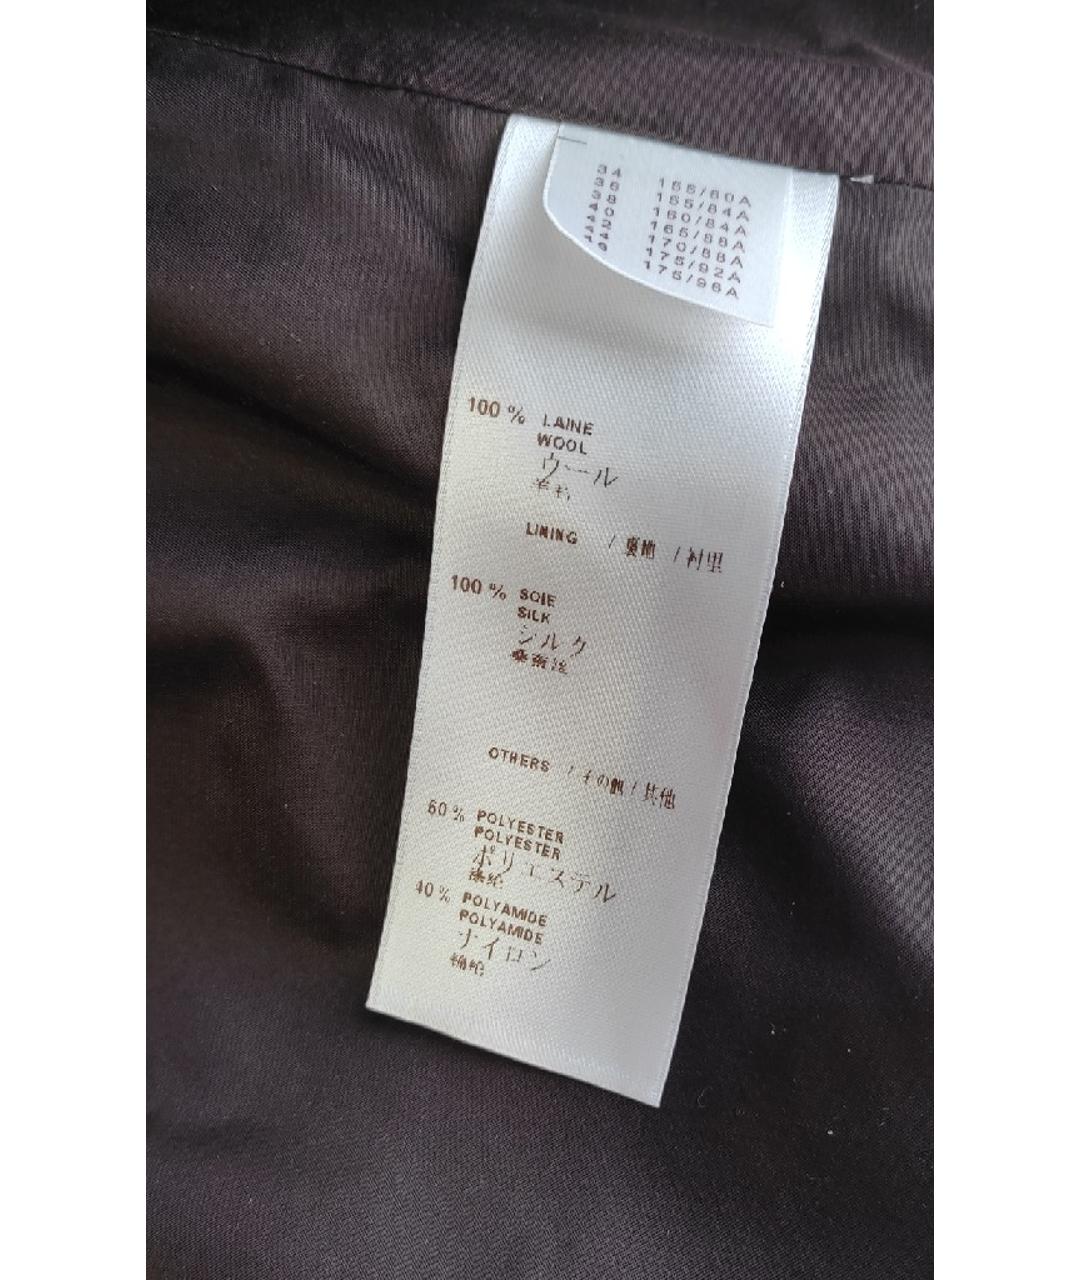 34 155/80A
36 155/84A
38 160/84A
40 165/88A
42 170/88A
44 175/92A
46 175/96A
100 % LAINE
WOOL
ウール
羊毛
LINING / 裏地 / 衬里
100 % SOIE
SILK
シルク
桑蚕丝
OTHERS / その他 / 其他
60 % POLYESTER
POLYESTER
ポリエステル
涤纶
40 % POLYAMIDE
POLYAMIDE
ナイロン
锦纶